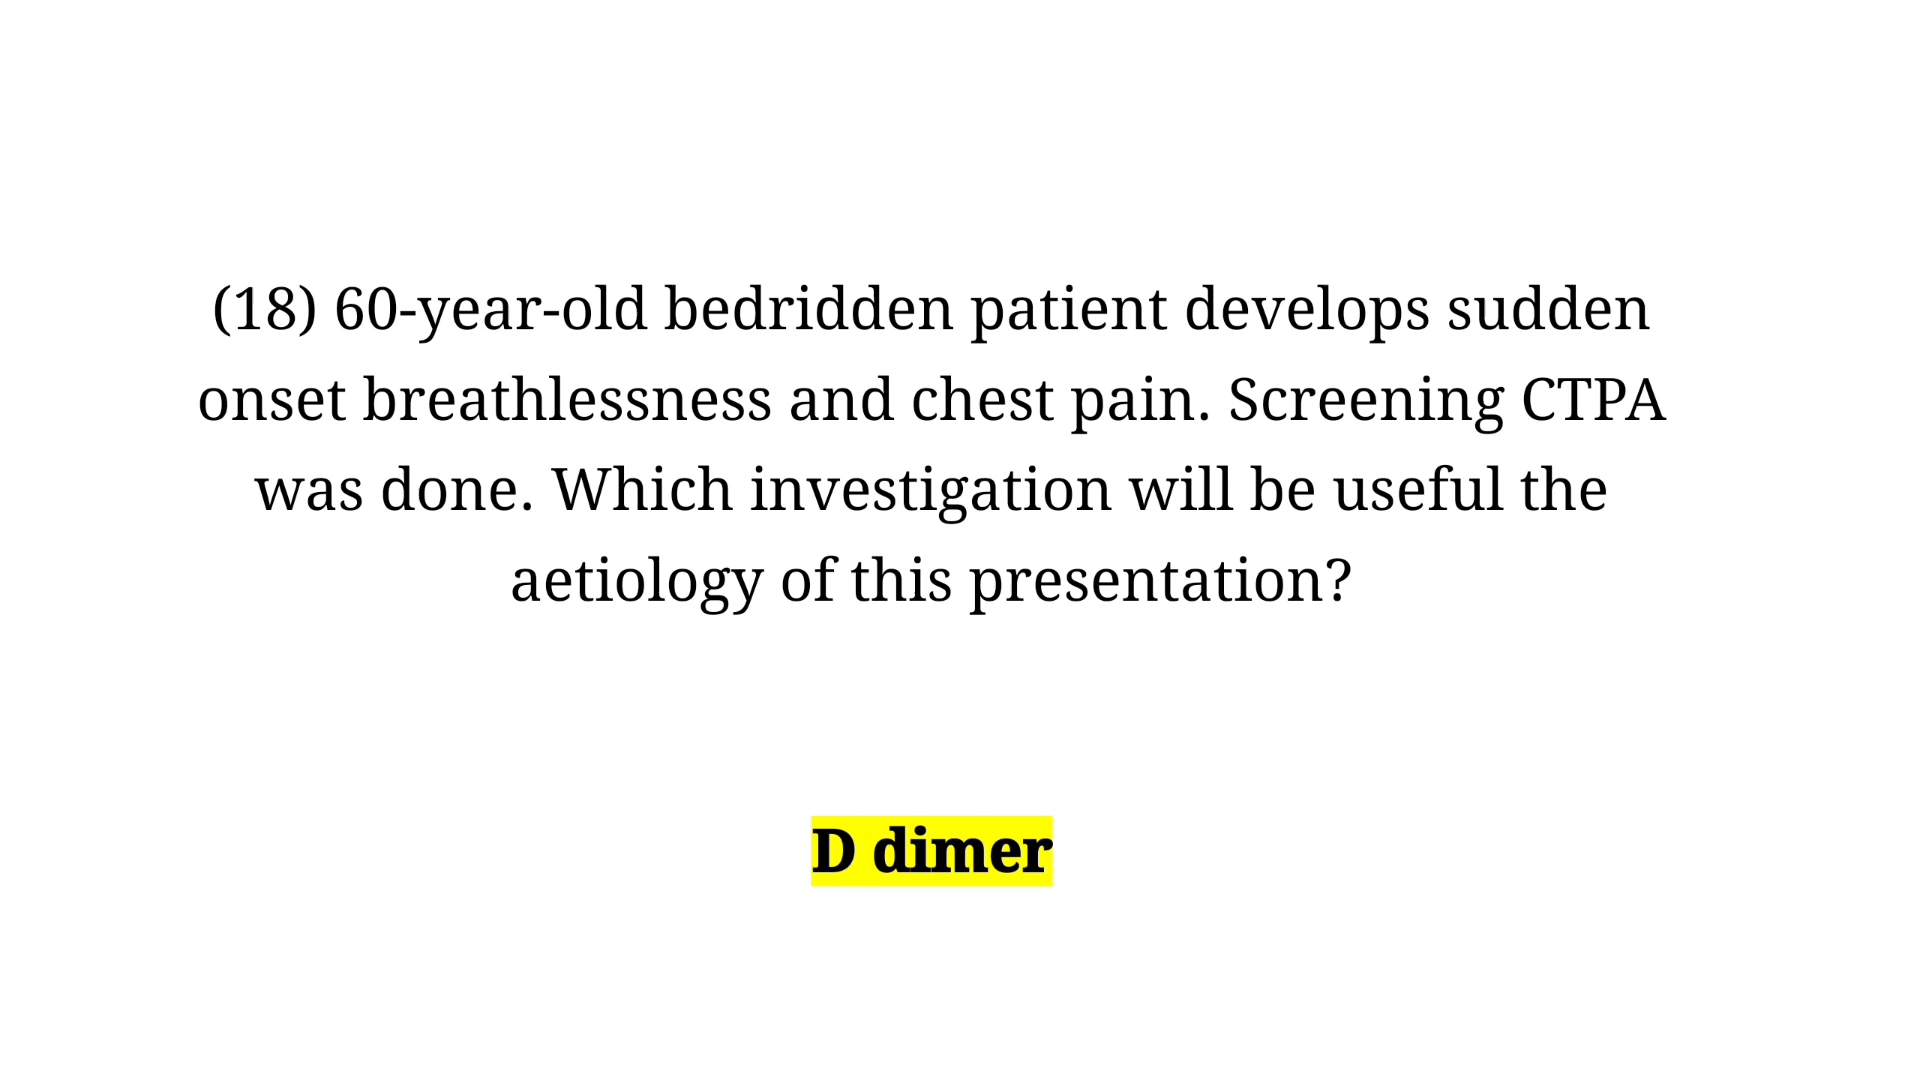 (18) 60-year-old bedridden patient develops sudden
onset breathlessness and chest pain. Screening CTPA
was done. Which investigation will be useful the
aetiology of this presentation?
D dimer